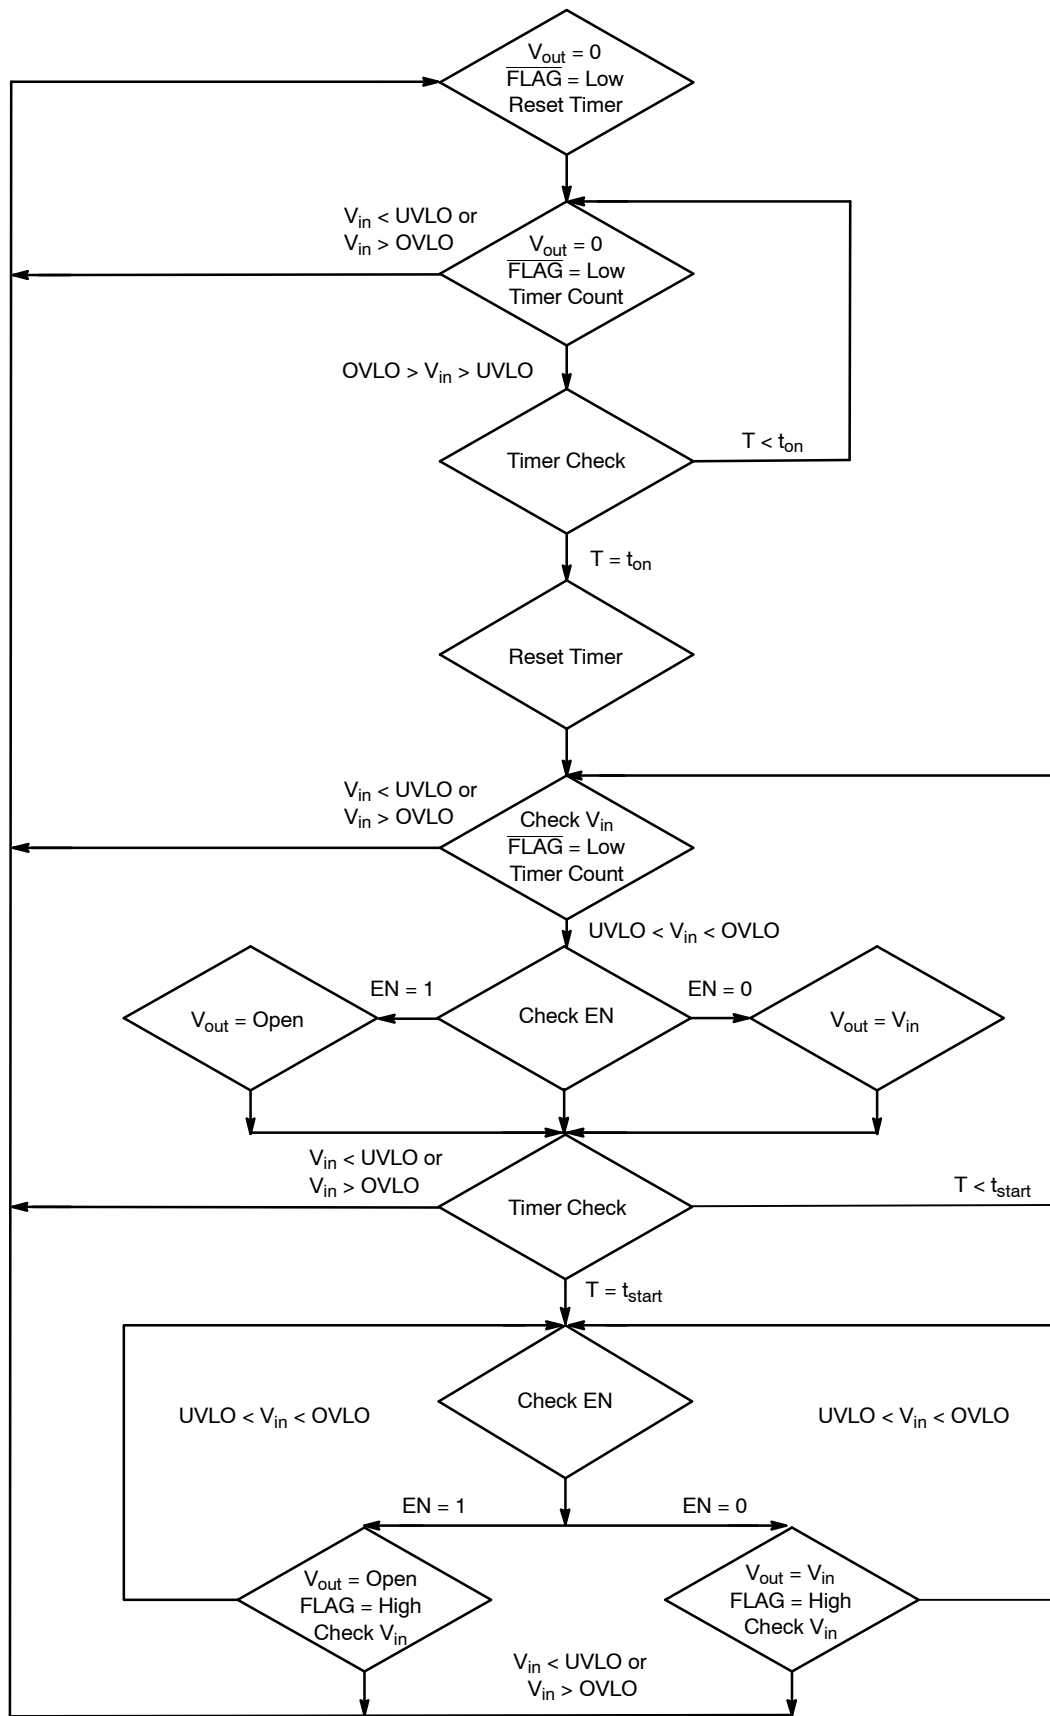 Vout = 0
FLAG = Low
Reset Timer
Vin < UVLO or
Vin > OVLO
Vout = 0
FLAG = Low
Timer Count
OVLO > Vin > UVLO
Timer Check
T < ton
T = ton
Reset Timer
Vin < UVLO or
Vin > OVLO
Check Vin
FLAG = Low
Timer Count
UVLO < Vin < OVLO
EN = 1
EN = 0
Vout = Open
Check EN
Vout = Vin
Vin < UVLO or
Vin > OVLO
Timer Check
T < tstart
T = tstart
Check EN
UVLO < Vin < OVLO
UVLO < Vin < OVLO
EN = 1
EN = 0
Vout = Open
FLAG = High
Check Vin
Vout = Vin
FLAG = High
Check Vin
Vin < UVLO or
Vin > OVLO